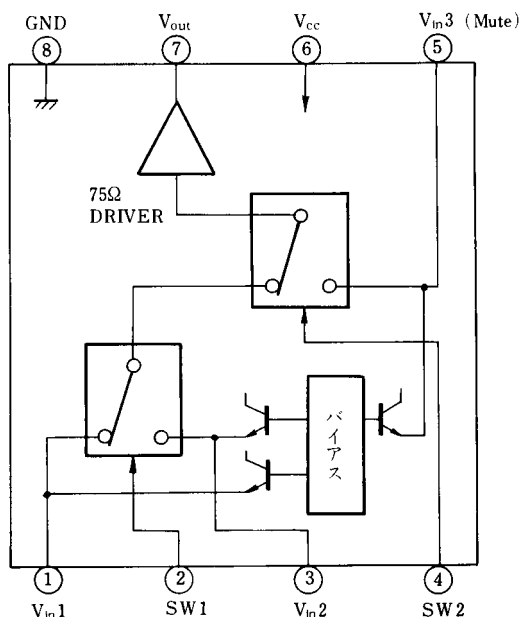 GND
Vout
Vcc
Vin3 (Mute)
8
7
6
5
75Ω
DRIVER
バイアス
1
2
3
4
Vin1
SW1
Vin2
SW2